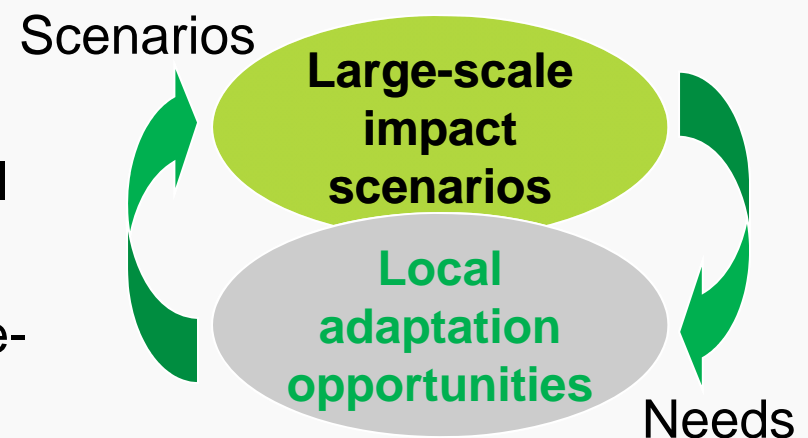 Scenarios
Large-scale
impact
scenarios
Local
adaptation
opportunities
e-
Needs